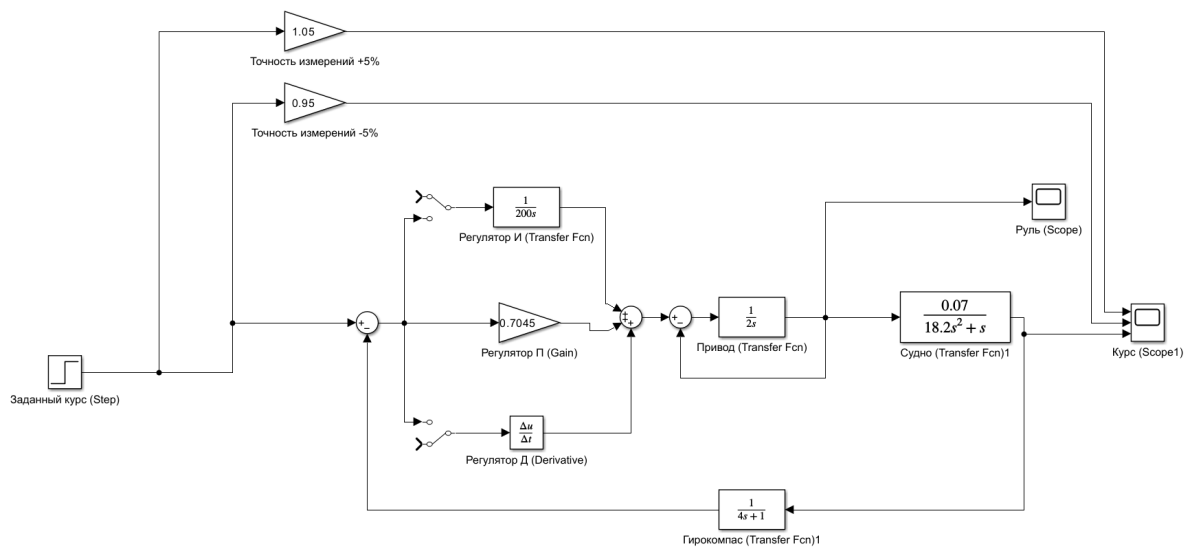 1.05
Точность измерений +5%
0.95
Точность измерений -5%
1
200s
Регулятор И (Transfer Fcn)
Руль (Scope)
0.7045
Регулятор П (Gain)
1
2s
Привод (Transfer Fcn)
0.07
18.2s² + s
Судно (Transfer Fcn)1
Курс (Scope1)
Заданный курс (Step)
Δu
Δt
Регулятор Д (Derivative)
1
4s + 1
Гирокомпас (Transfer Fcn)1